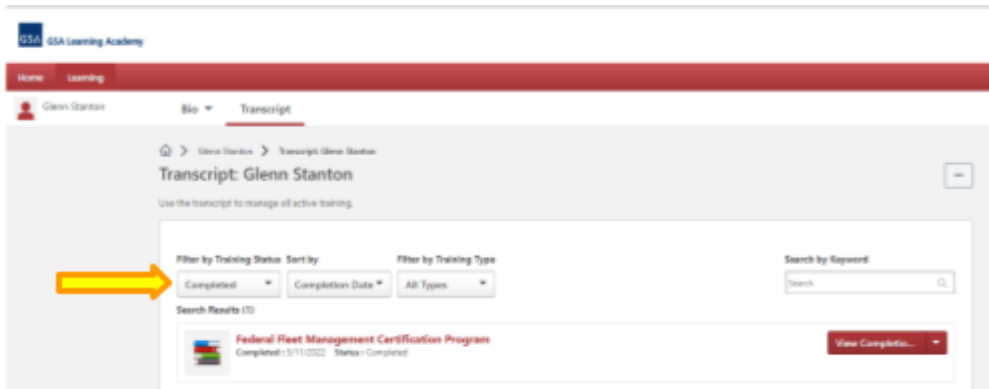 GSA GSA Learning Academy
Home Learning
Glenn Stanton Bio Transcript
Glenn Stanton Transcript: Glenn Stanton
Transcript: Glenn Stanton
Use the transcript to manage all active training.
Filter by Training Status Sort by Filter by Training Type Search by Keyword
Completed Completion Date All Types Search
Search Results (1)
Federal Fleet Management Certification Program
Completed : 5/11/2022 Status : Completed
View Completio...